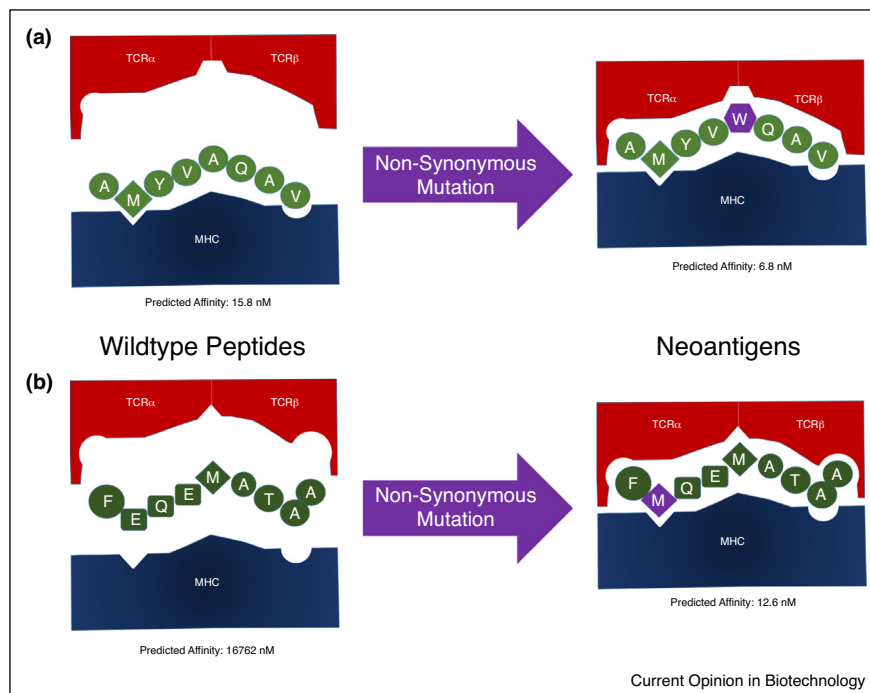 (a)
TCRα TCRβ
A M Y V A Q A V
MHC
Predicted Affinity: 15.8 nM
Non-Synonymous
Mutation
TCRα TCRβ
A M Y V W Q A V
MHC
Predicted Affinity: 6.8 nM
Wildtype Peptides
Neoantigens
(b)
TCRα TCRβ
F E Q E M A T A A
MHC
Predicted Affinity: 16762 nM
Non-Synonymous
Mutation
TCRα TCRβ
F M Q E M A T A A
MHC
Predicted Affinity: 12.6 nM
Current Opinion in Biotechnology